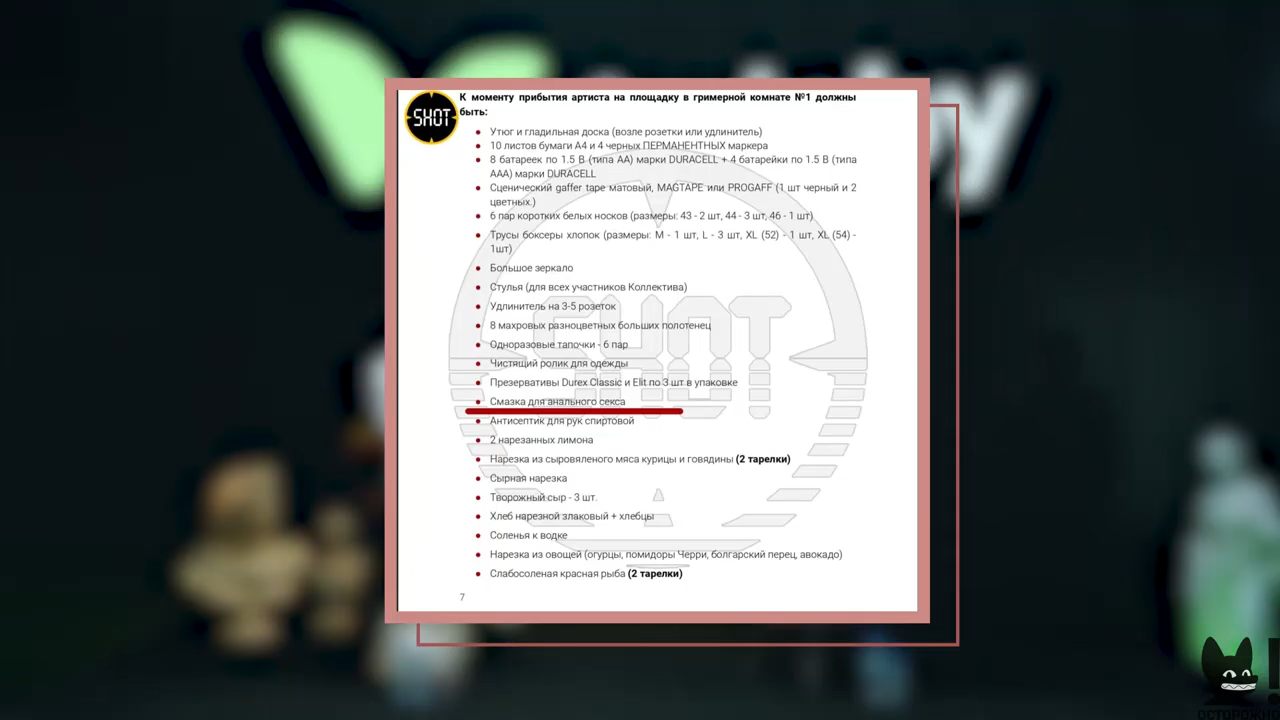 SHOT
К моменту прибытия артиста на площадку в гримерной комнате №1 должны
быть:
• Утюг и гладильная доска (возле розетки или удлинитель)
• 10 листов бумаги А4 и 4 черных ПЕРМАНЕНТНЫХ маркера
• 8 батареек по 1.5 В (типа АА) марки DURACELL + 4 батарейки по 1.5 В (типа
ААА) марки DURACELL
• Сценический gaffer tape матовый, MAGTAPE или PROGAFF (1 шт черный и 2
цветных.)
• 6 пар коротких белых носков (размеры: 43 - 2 шт, 44 - 3 шт, 46 - 1 шт)
• Трусы боксеры хлопок (размеры: М - 1 шт, L - 3 шт, XL (52) - 1 шт, XL (54) -
1шт)
• Большое зеркало
• Стулья (для всех участников Коллектива)
• Удлинитель на 3-5 розеток
• 8 махровых разноцветных больших полотенец
• Одноразовые тапочки - 6 пар
• Чистящий ролик для одежды
• Презервативы Durex Classic и Elit по 3 шт в упаковке
• Смазка для анального секса
• Антисептик для рук спиртовой
• 2 нарезанных лимона
• Нарезка из сыровяленого мяса курицы и говядины (2 тарелки)
• Сырная нарезка
• Творожный сыр - 3 шт.
• Хлеб нарезной злаковый + хлебцы
• Соленья к водке
• Нарезка из овощей (огурцы, помидоры Черри, болгарский перец, авокадо)
• Слабосоленая красная рыба (2 тарелки)
7
SHOT